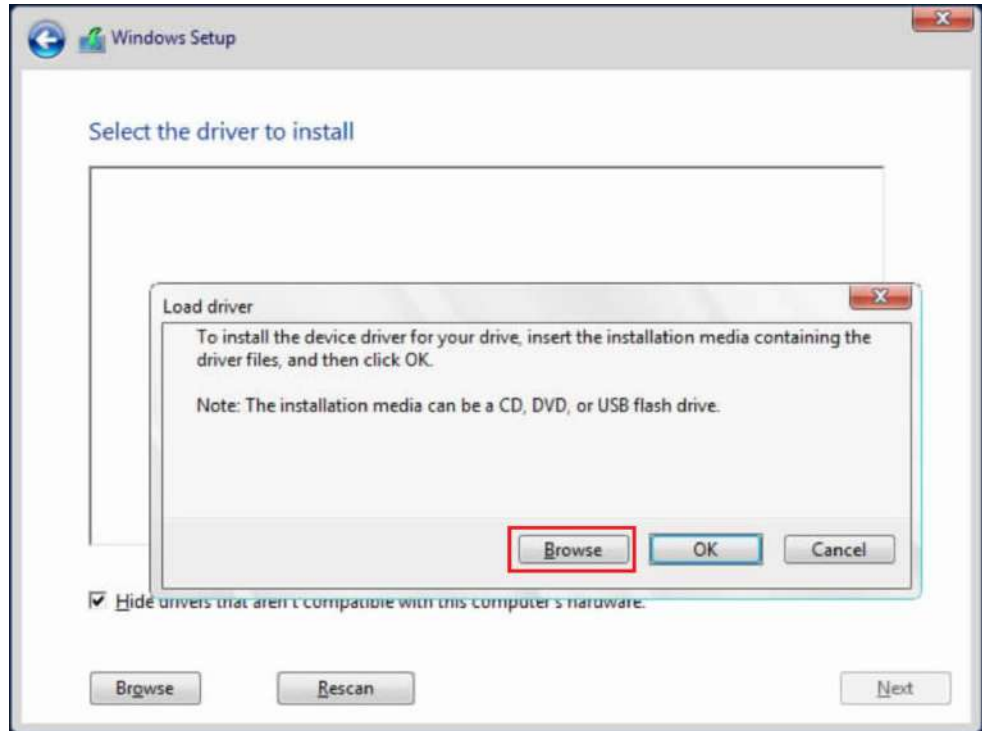 Windows Setup
Select the driver to install
Load driver
To install the device driver for your drive, insert the installation media containing the
driver files, and then click OK.
Note: The installation media can be a CD, DVD, or USB flash drive.
Browse
OK
Cancel
Hide drivers that aren't compatible with this computer's hardware.
Browse
Rescan
Next